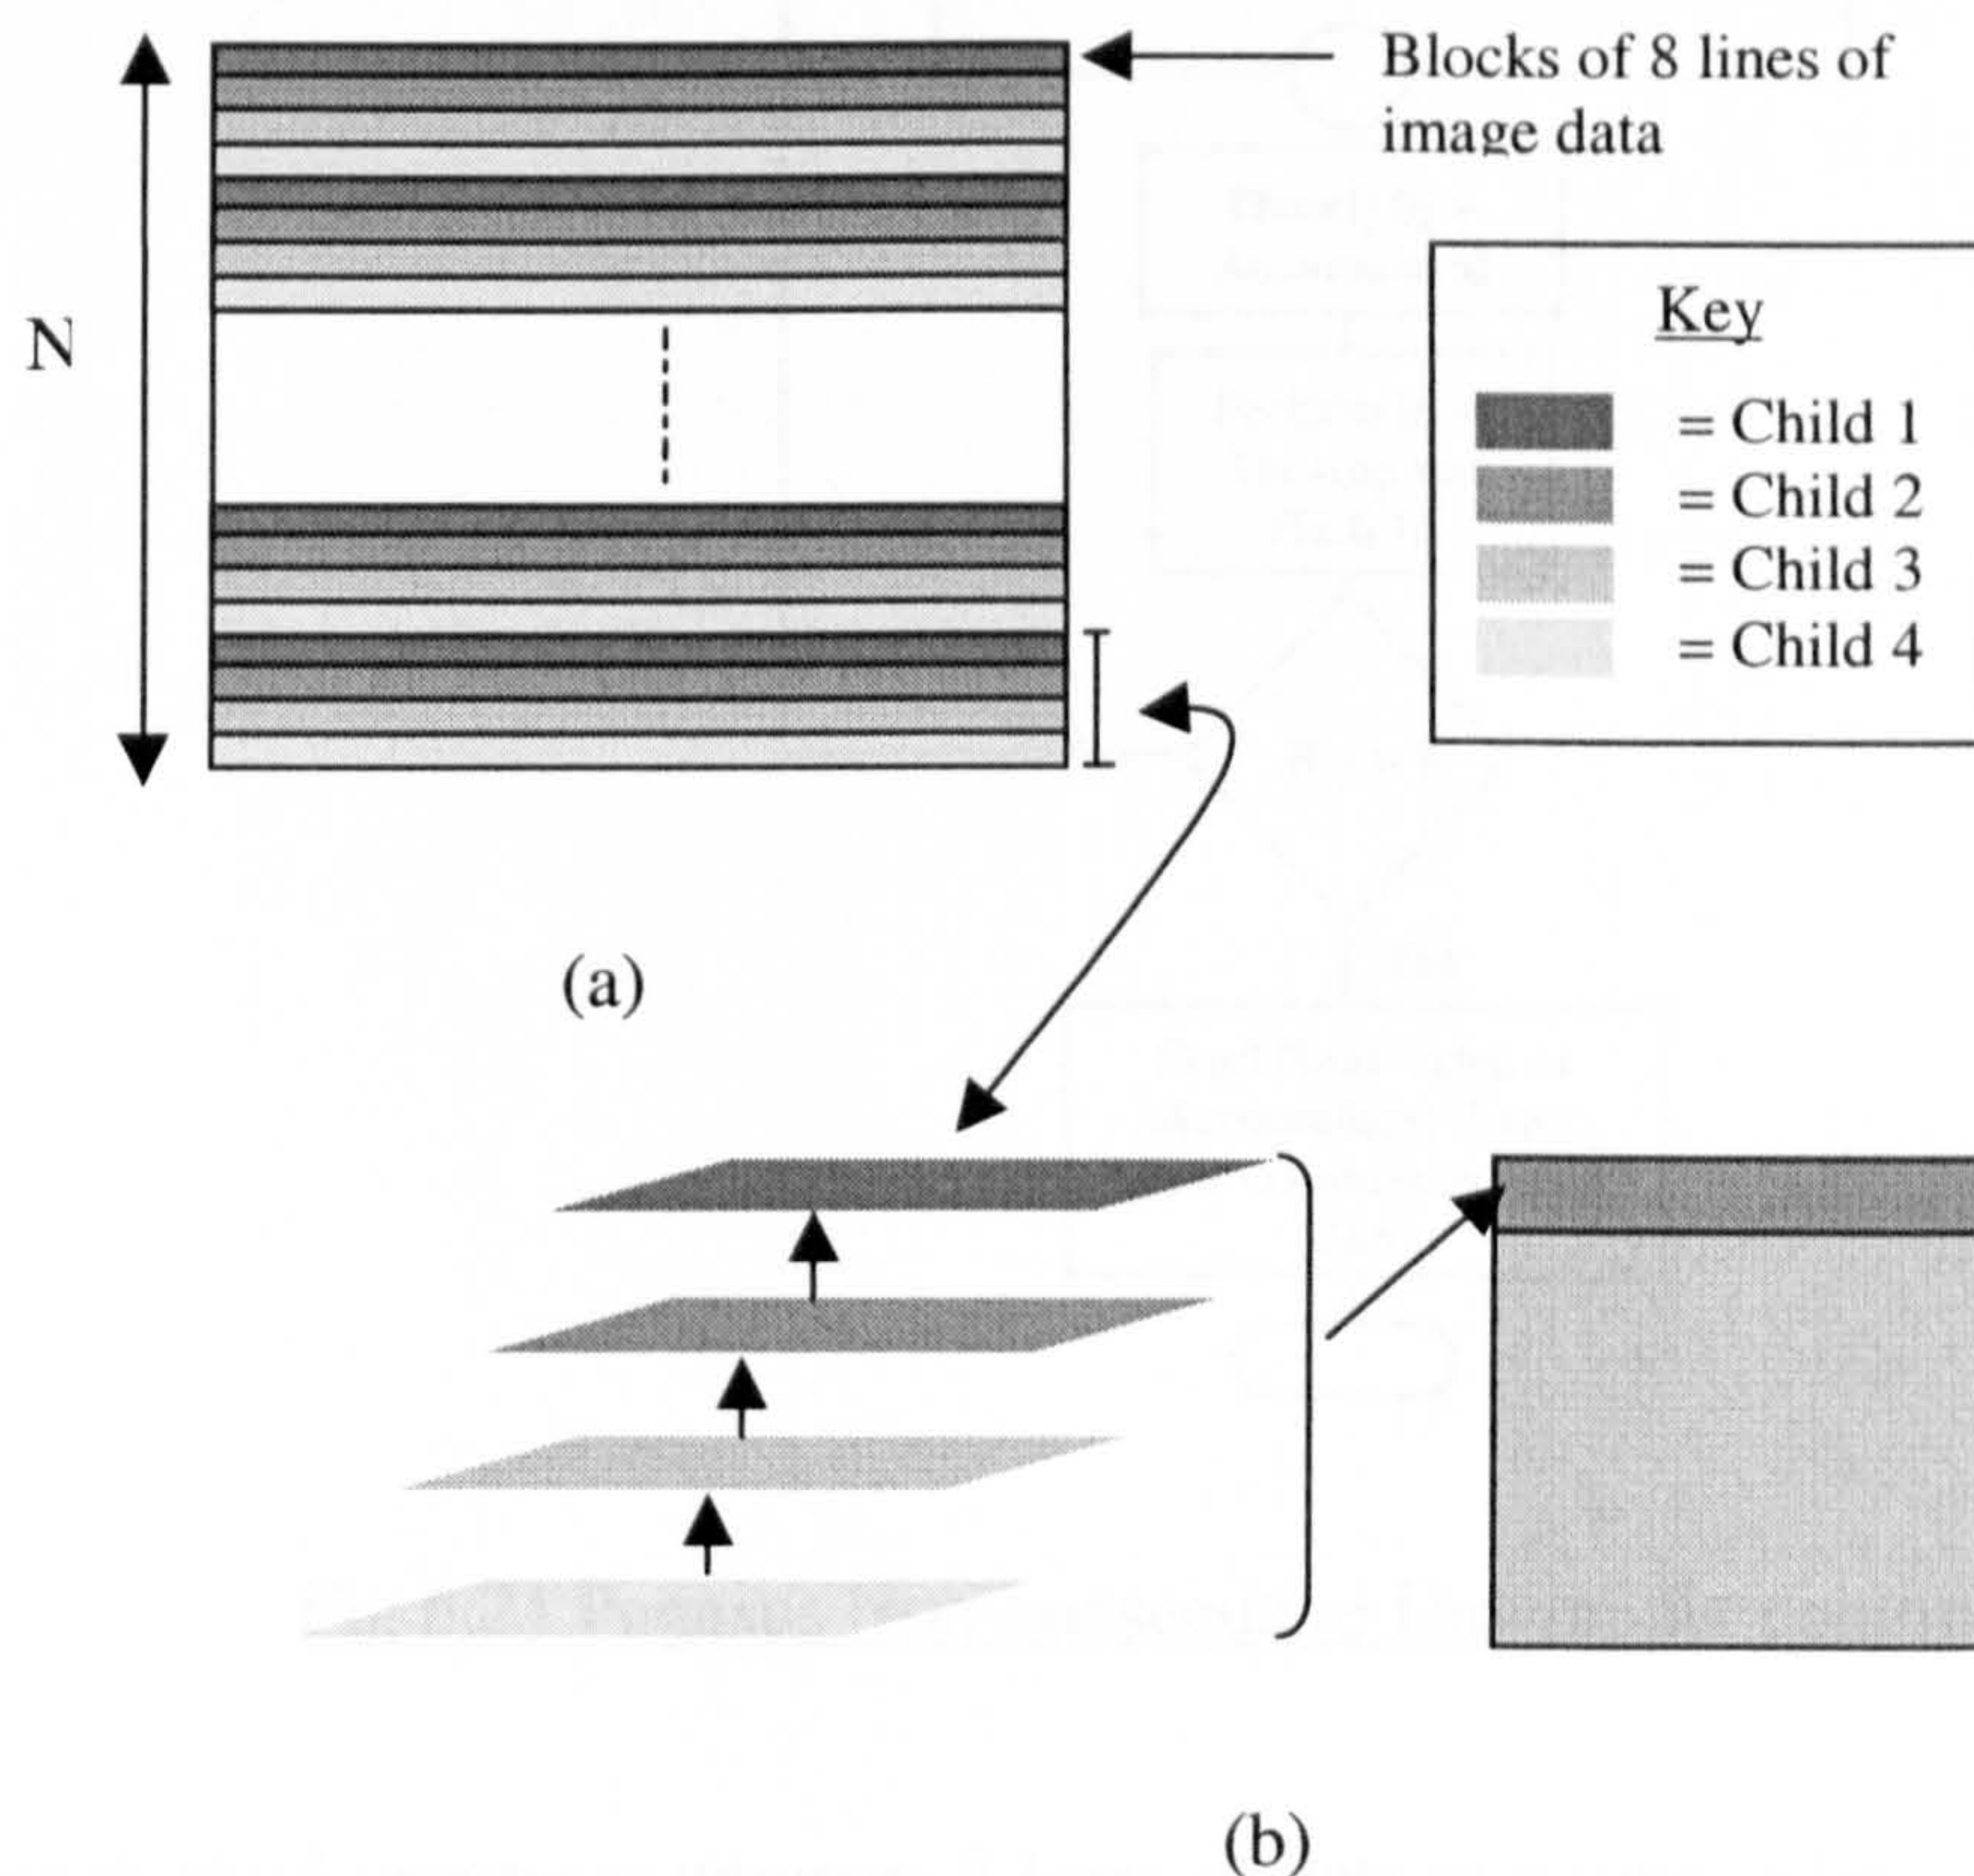 Blocks of 8 lines of
image data
N
Key
= Child 1
= Child 2
= Child 3
= Child 4
(a)
(b)